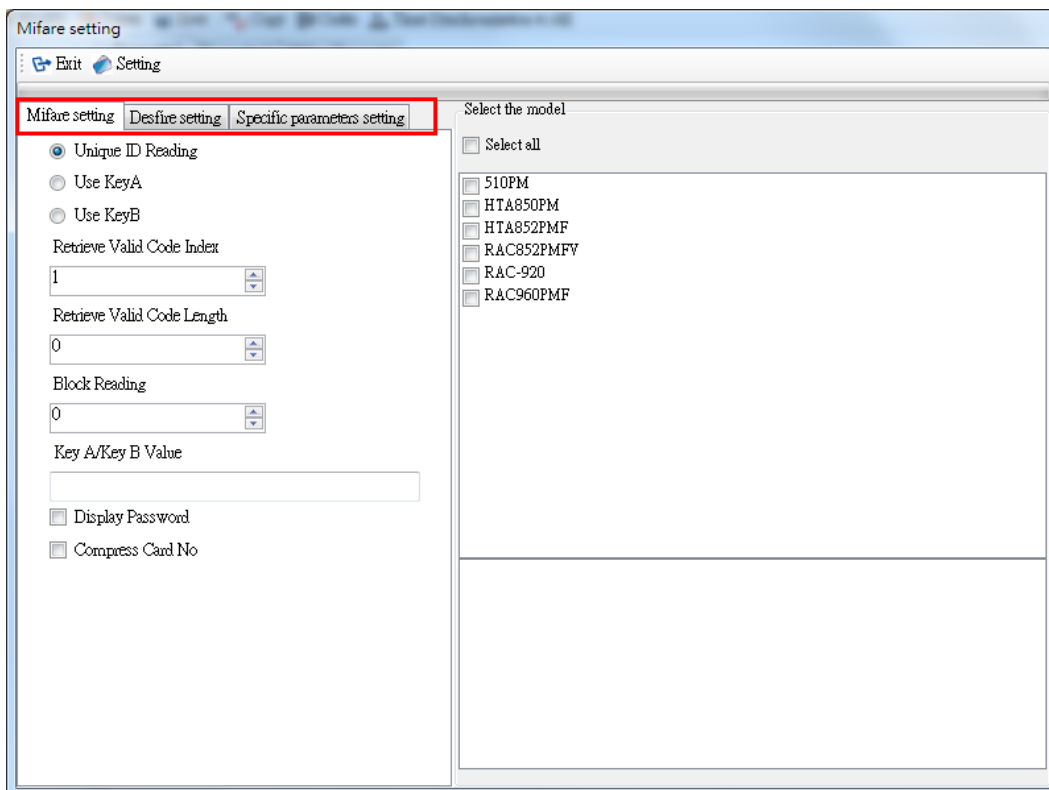 Mifare setting
Exit Setting
Mifare setting Desfire setting Specific parameters setting
Unique ID Reading
Use KeyA
Use KeyB
Retrieve Valid Code Index
1
Retrieve Valid Code Length
0
Block Reading
0
Key A/Key B Value
Display Password
Compress Card No
Select the model
Select all
510PM
HTA850PM
HTA852PMF
RAC852PMFV
RAC-920
RAC960PMF